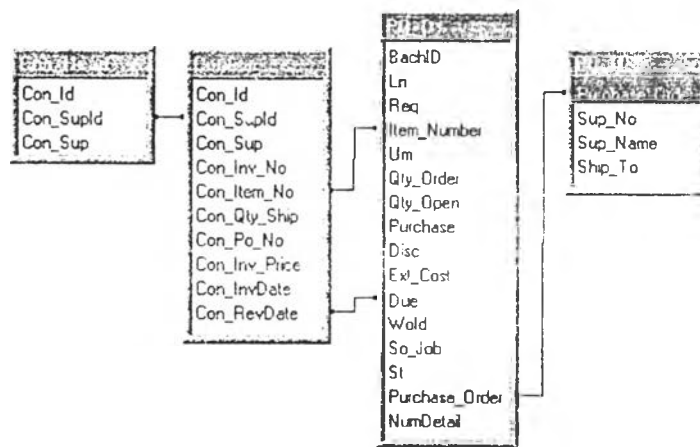 Con_Id
Con_SupId
Con_Sup
Con_Id
Con_SupId
Con_Sup
Con_Inv_No
Con_Item_No
Con_Qty_Ship
Con_Po_No
Con_Inv_Price
Con_InvDate
Con_RevDate
BachID
Ln
Req
Item_Number
Um
Qty_Order
Qty_Open
Purchase
Disc
Ext_Cost
Due
WoId
So_Job
St
Purchase_Order
NumDetail
Sup_No
Sup_Name
Ship_To